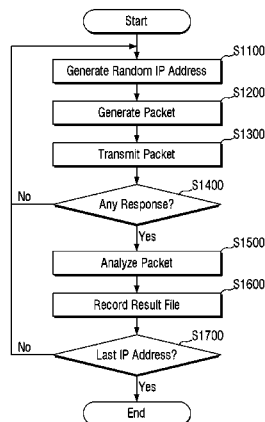 Start
S1100
Generate Random IP Address
S1200
Generate Packet
S1300
Transmit Packet
S1400
Any Response?
No
Yes
S1500
Analyze Packet
S1600
Record Result File
S1700
Last IP Address?
No
Yes
End